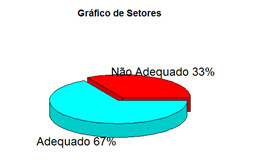 Gráfico de Setores
Não Adequado 33%
Adequado 67%